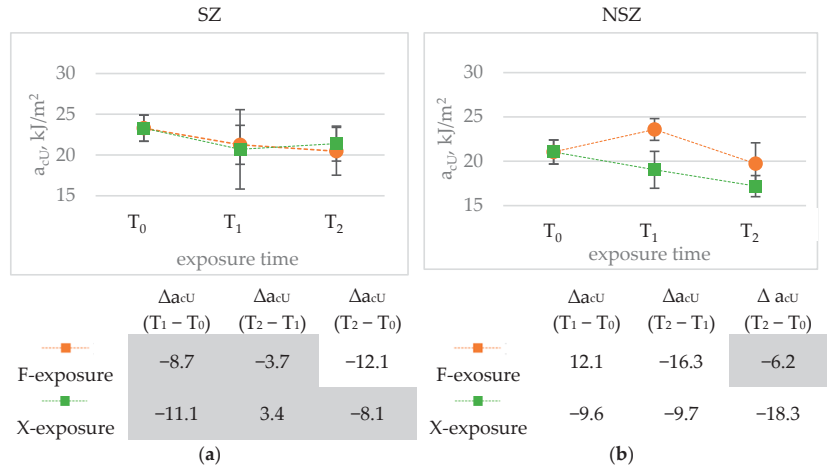 SZ
NSZ
30
25
20
15
a_cU, kJ/m²
T₀ T₁ T₂
exposure time
30
25
20
15
a_cU, kJ/m²
T₀ T₁ T₂
exposure time
Δa_cU Δa_cU Δa_cU
(T₁ − T₀) (T₂ − T₁) (T₂ − T₀)
F-exposure −8.7 −3.7 −12.1
X-exposure −11.1 3.4 −8.1
(a)
Δa_cU Δa_cU Δ a_cU
(T₁ − T₀) (T₂ − T₁) (T₂ − T₀)
F-exosure 12.1 −16.3 −6.2
X-exposure −9.6 −9.7 −18.3
(b)